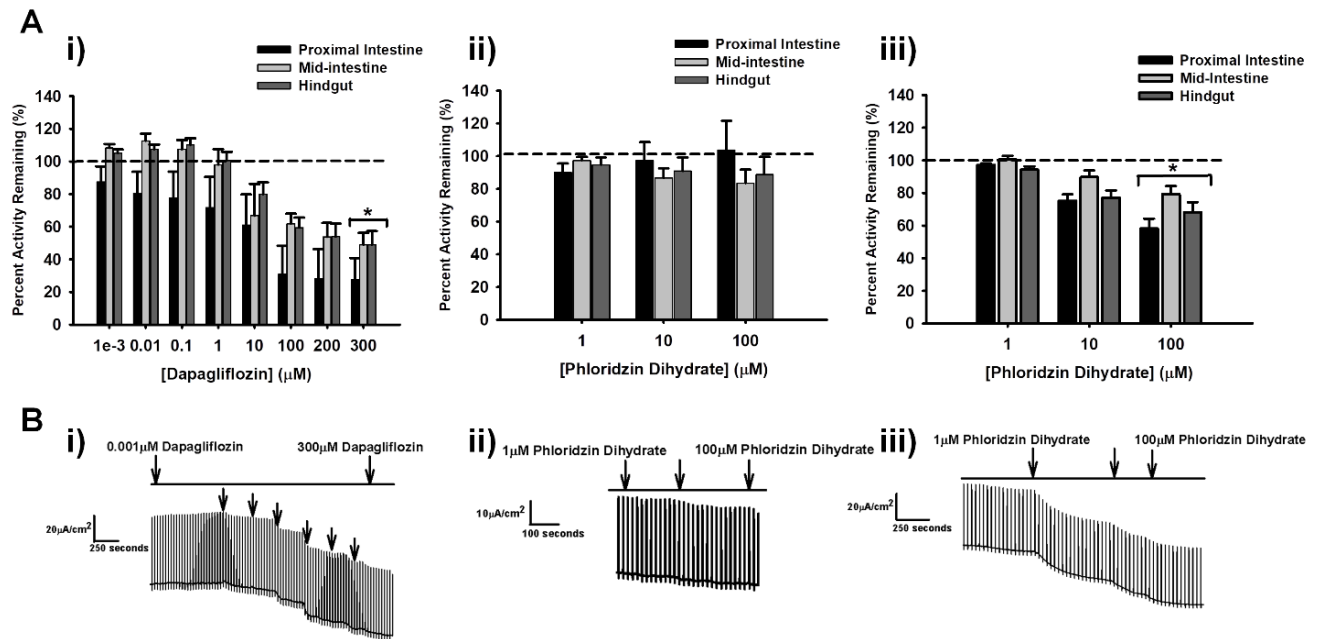 A
i)
Proximal Intestine
Mid-intestine
Hindgut
Percent Activity Remaining (%)
140
120
100
80
60
40
20
0
1e-3 0.01 0.1 1 10 100 200 300
*
[Dapagliflozin] (μM)
ii)
Proximal Intestine
Mid-intestine
Hindgut
Percent Activity Remaining (%)
140
120
100
80
60
40
20
0
1 10 100
[Phloridzin Dihydrate] (μM)
iii)
Proximal Intestine
Mid-Intestine
Hindgut
Percent Activity Remaining (%)
140
120
100
80
60
40
20
0
*
1 10 100
[Phloridzin Dihydrate] (μM)
B
i)
0.001μM Dapagliflozin 300μM Dapagliflozin
20μA/cm²
250 seconds
ii)
1μM Phloridzin Dihydrate 100μM Phloridzin Dihydrate
10μA/cm²
100 seconds
iii)
1μM Phloridzin Dihydrate 100μM Phloridzin Dihydrate
20μA/cm²
250 seconds